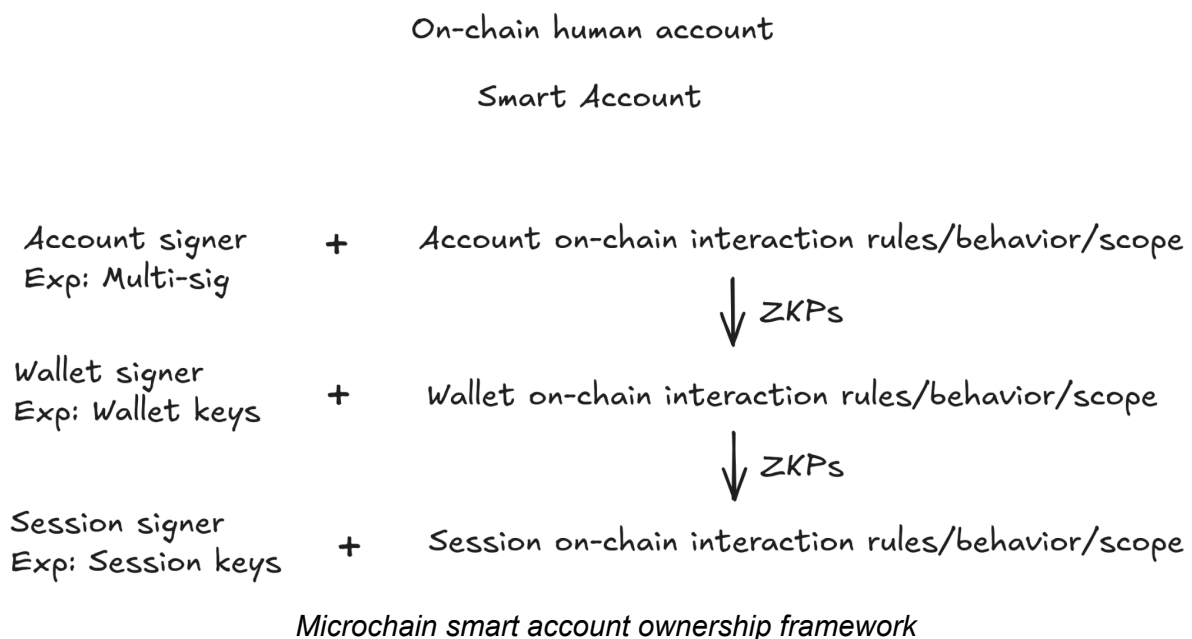 On-chain human account
Smart Account
Account signer + Account on-chain interaction rules/behavior/scope
Exp: Multi-sig
ZKPs
Wallet signer
Exp: Wallet keys + Wallet on-chain interaction rules/behavior/scope
ZKPs
Session signer
Exp: Session keys + Session on-chain interaction rules/behavior/scope
Microchain smart account ownership framework